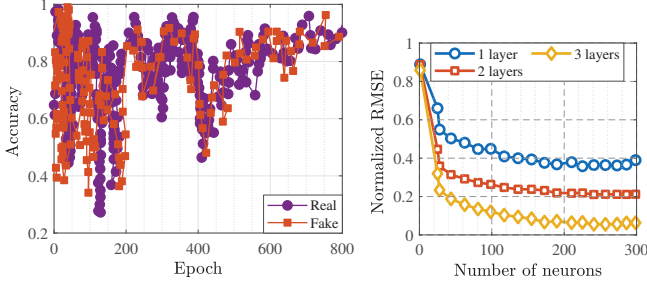 1
0.8
0.6
0.4
0.2
0
200
400
600
800
Accuracy
Epoch
Real
Fake
1
0.8
0.6
0.4
0.2
0
0
100
200
300
Normalized RMSE
Number of neurons
1 layer
3 layers
2 layers